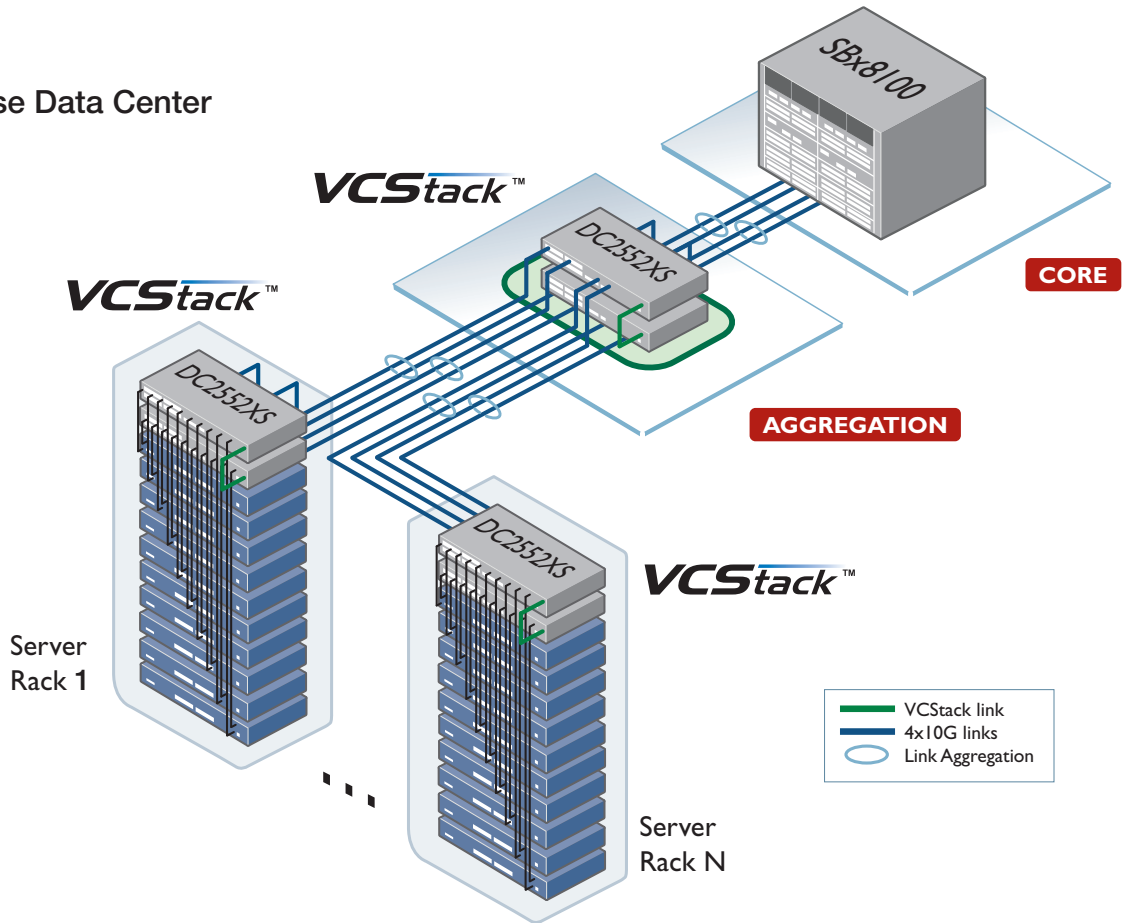 se Data Center
SBx8100
VCStack™
DC2552XS
CORE
VCStack™
DC2552XS
AGGREGATION
DC2552XS
VCStack™
Server
Rack 1
VCStack link
4x10G links
Link Aggregation
...
Server
Rack N